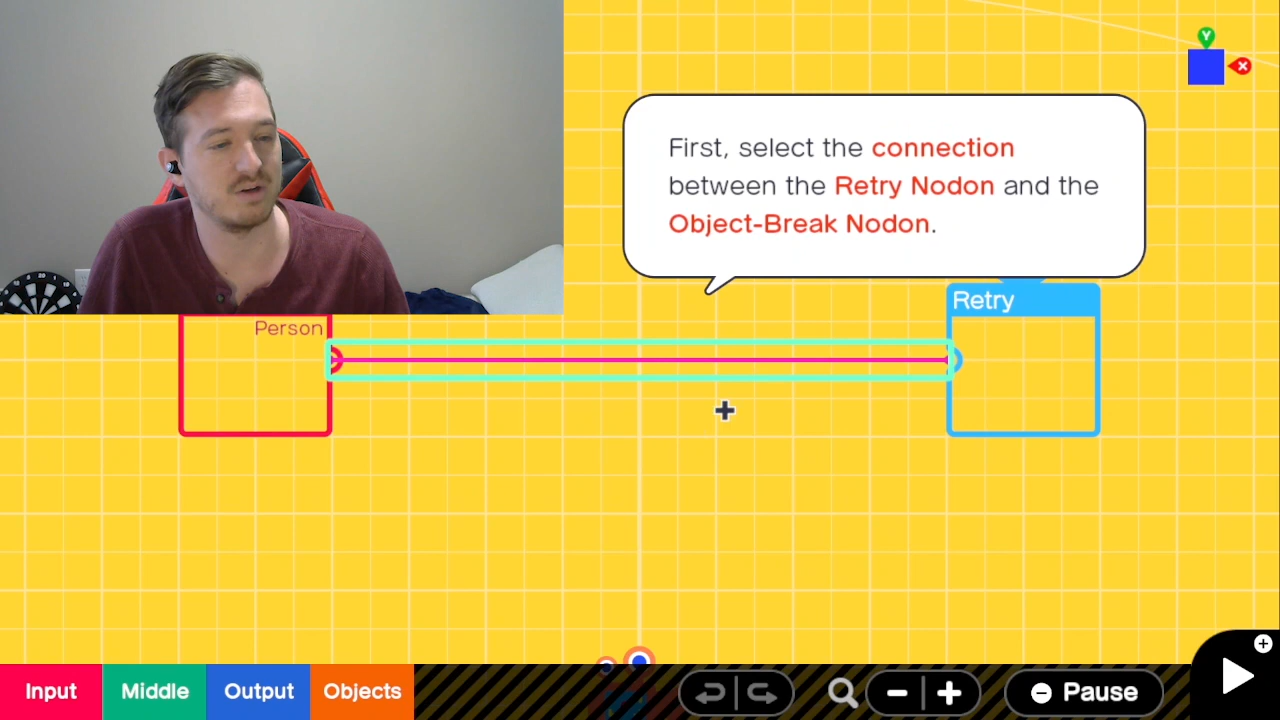 Y
X
First, select the connection
between the Retry Nodon and the
Object-Break Nodon.
Retry
Person
Input
Middle
Output
Objects
Pause